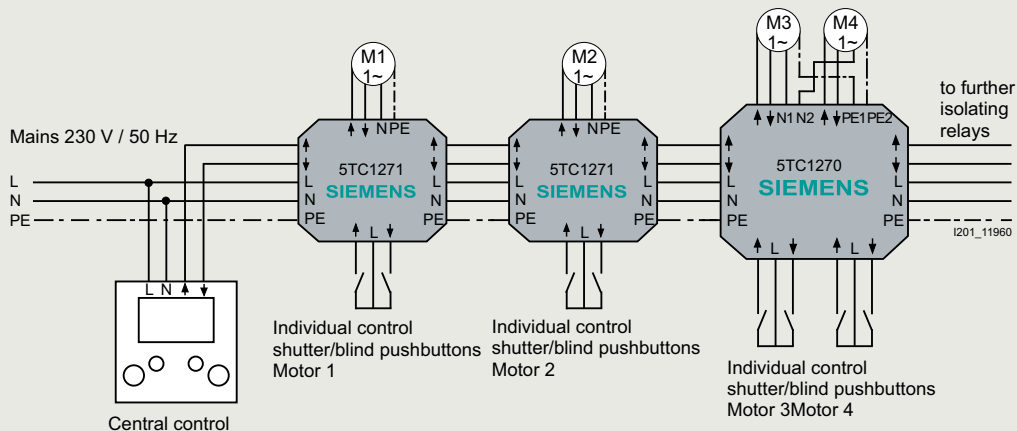 M1
1~
M2
1~
M3
1~
M4
1~
to further
isolating
relays
Mains 230 V / 50 Hz
L
N
PE
N PE
5TC1271
SIEMENS
L
N
PE
L
N
PE
L
N PE
5TC1271
SIEMENS
L
N
PE
L
N
PE
L
N1 N2 PE1 PE2
5TC1270
SIEMENS
L
N
PE
L
N
PE
L L
I201_11960
L N
Central control
Individual control
shutter/blind pushbuttons
Motor 1
Individual control
shutter/blind pushbuttons
Motor 2
Individual control
shutter/blind pushbuttons
Motor 3Motor 4